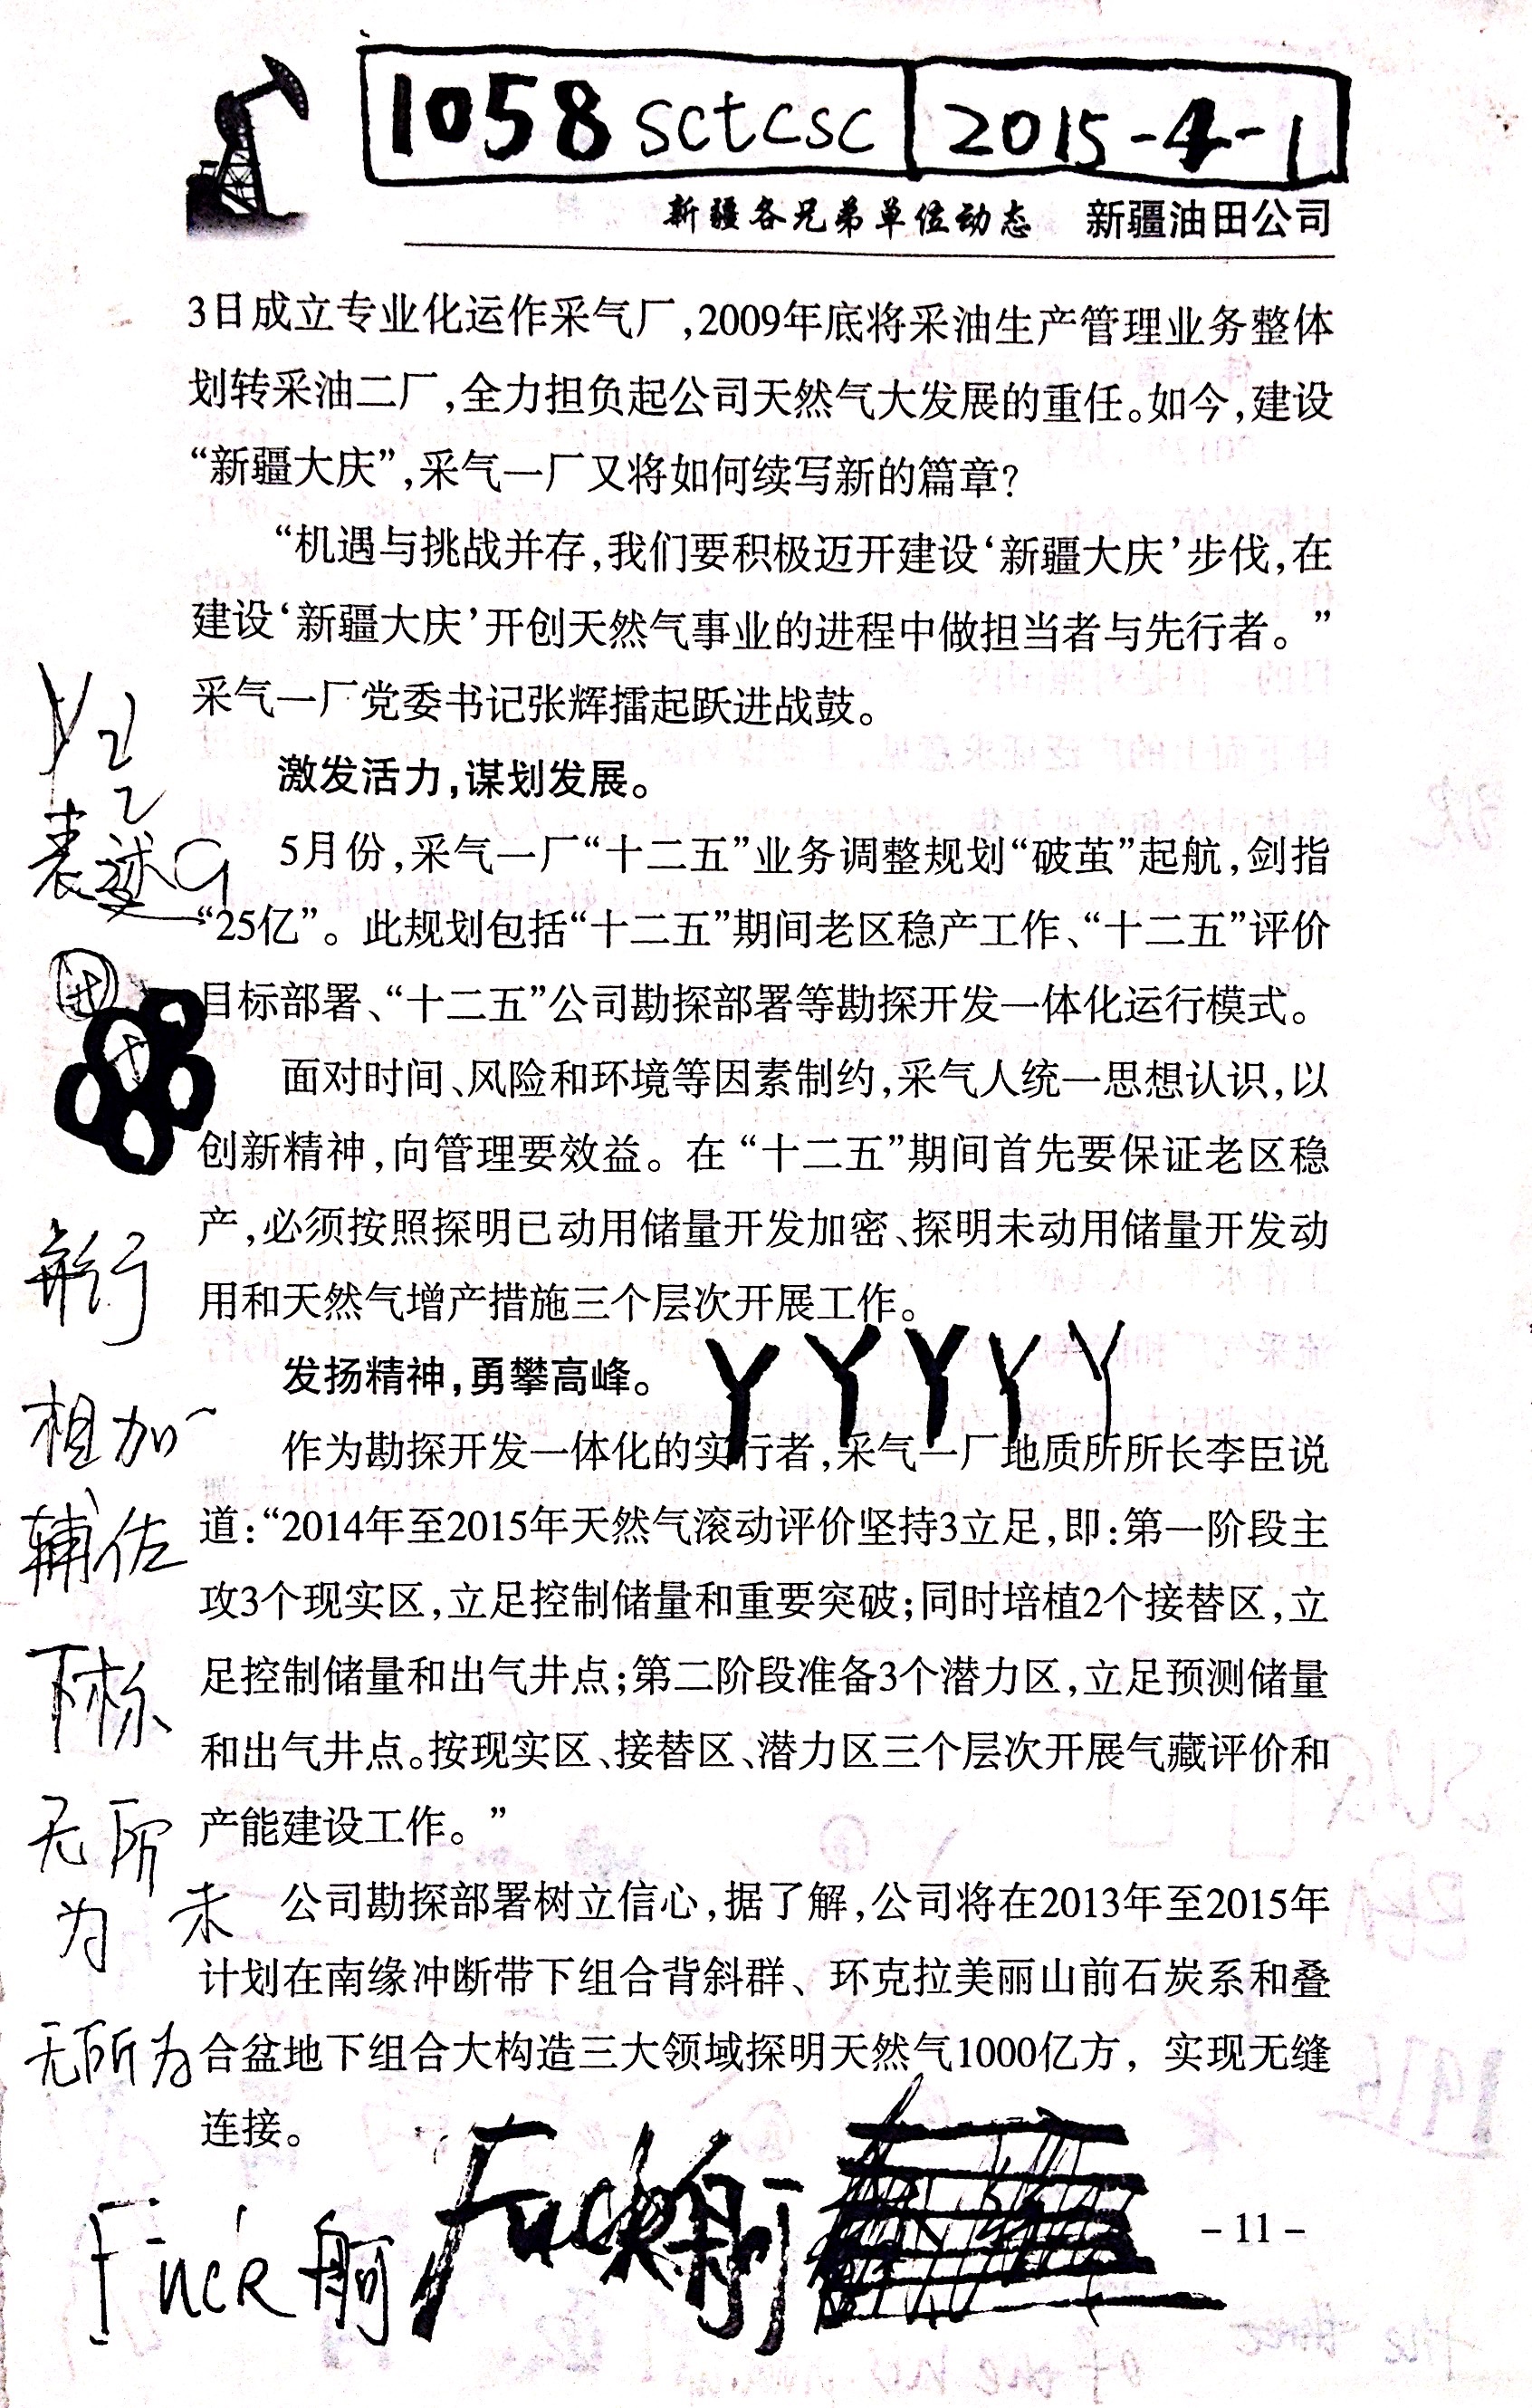 1058 sctcsc 2015-4-1
新疆各兄弟单位动态 新疆油田公司
3日成立专业化运作采气厂,2009年底将采油生产管理业务整体
划转采油二厂,全力担负起公司天然气大发展的重任。如今,建设
“新疆大庆”,采气一厂又将如何续写新的篇章?
“机遇与挑战并存,我们要积极迈开建设‘新疆大庆’步伐,在
建设‘新疆大庆’开创天然气事业的进程中做担当者与先行者。”
采气一厂党委书记张辉擂起跃进战鼓。
激发活力,谋划发展。
5月份,采气一厂“十二五”业务调整规划“破茧”起航,剑指
“25亿”。此规划包括“十二五”期间老区稳产工作、“十二五”评价
目标部署、“十二五”公司勘探部署等勘探开发一体化运行模式。
面对时间、风险和环境等因素制约,采气人统一思想认识,以
创新精神,向管理要效益。在“十二五”期间首先要保证老区稳
产,必须按照探明已动用储量开发加密、探明未动用储量开发动
用和天然气增产措施三个层次开展工作。
发扬精神,勇攀高峰。
YYYYY
作为勘探开发一体化的实行者,采气一厂地质所所长李臣说
道:“2014年至2015年天然气滚动评价坚持3立足,即:第一阶段主
攻3个现实区,立足控制储量和重要突破;同时培植2个接替区,立
足控制储量和出气井点;第二阶段准备3个潜力区,立足预测储量
和出气井点。按现实区、接替区、潜力区三个层次开展气藏评价和
产能建设工作。”
公司勘探部署树立信心,据了解,公司将在2013年至2015年
计划在南缘冲断带下组合背斜群、环克拉美丽山前石炭系和叠
合盆地下组合大构造三大领域探明天然气1000亿方,实现无缝
连接。
表述
并行
相加
辅佐
下标
无所
为 未
无所为
Fuck
Fuck
- 11 -